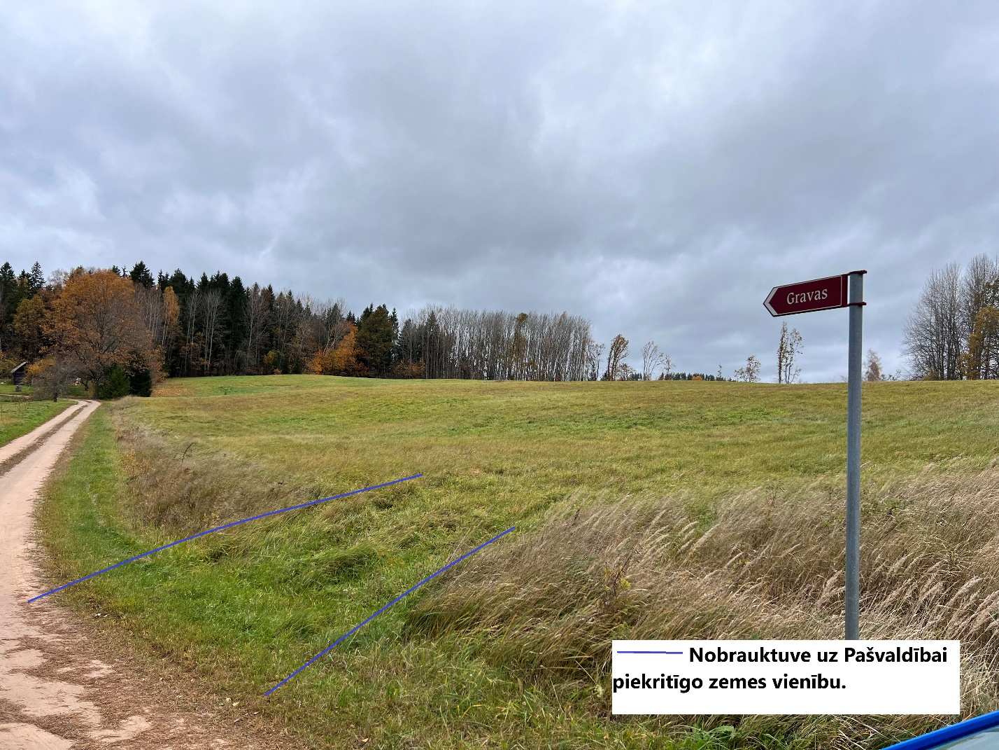 Gravas
Nobrauktuve uz Pašvaldībai
piekritīgo zemes vienību.